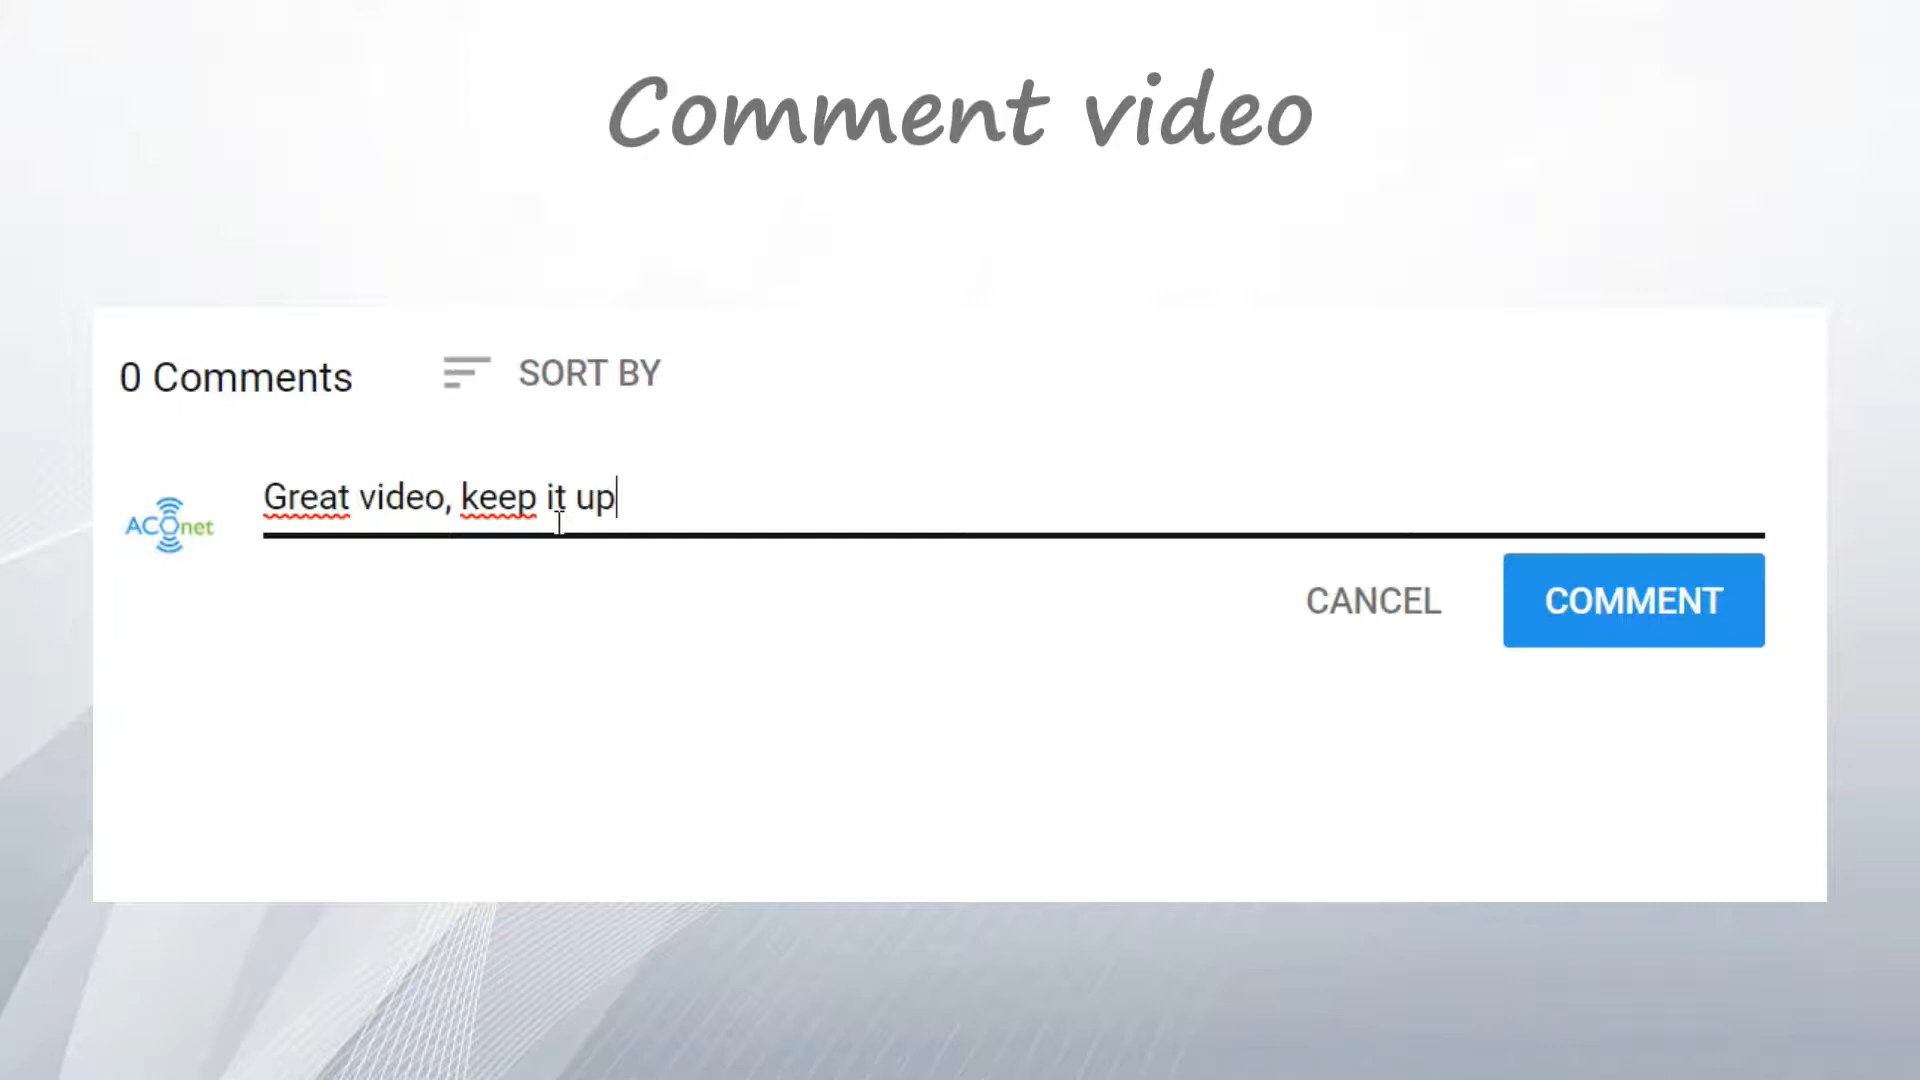 Comment video
0 Comments SORT BY
Great video, keep it up
ACOnet
CANCEL COMMENT